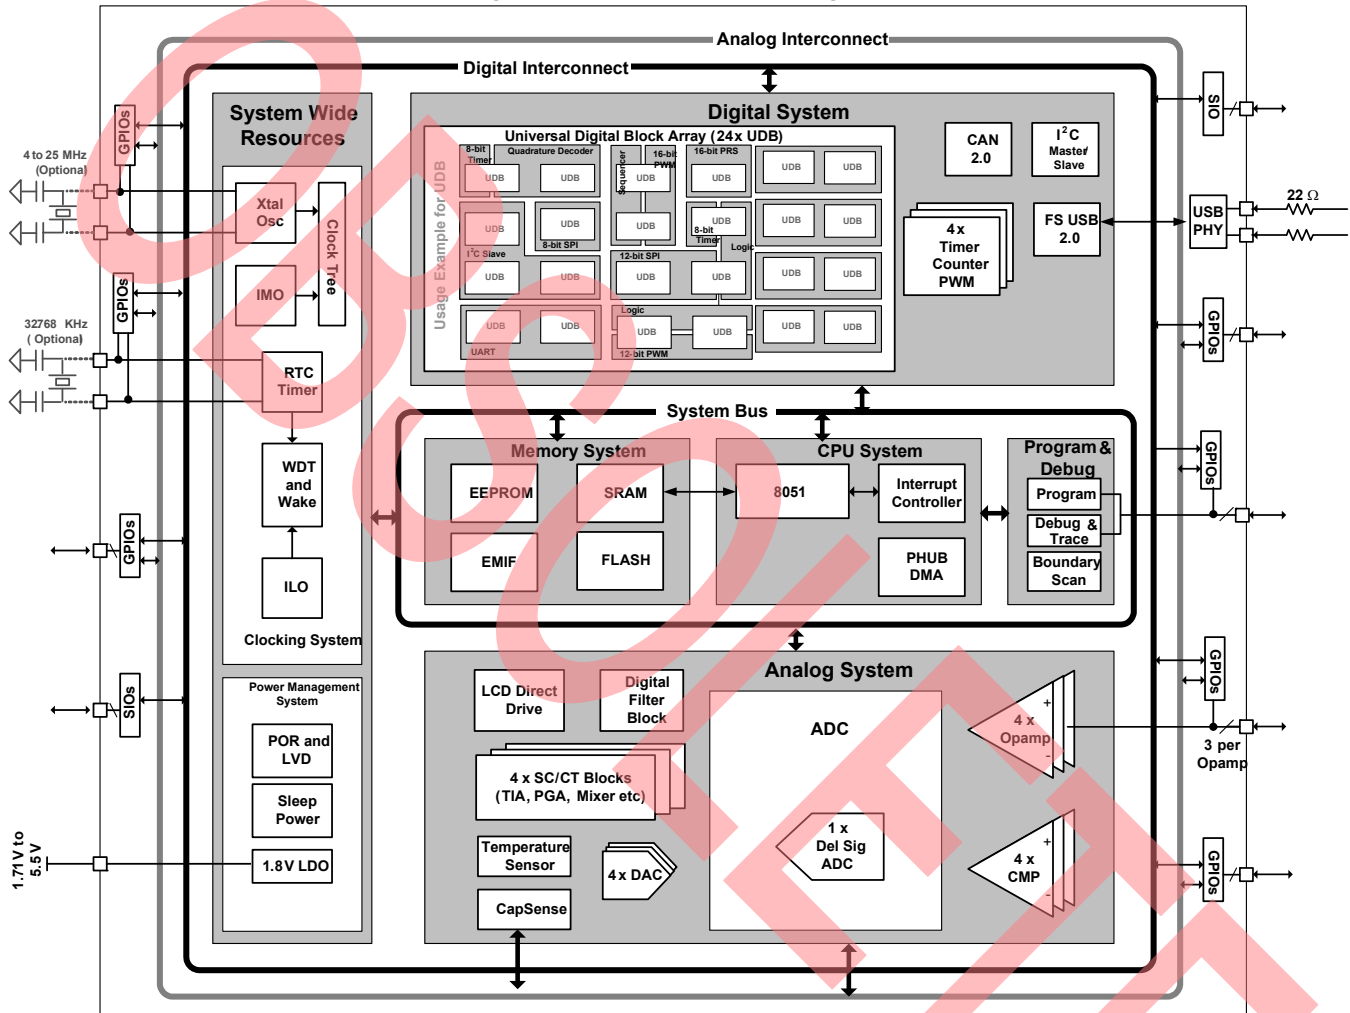 Analog Interconnect
Digital Interconnect
System Wide
Resources
Digital System
Universal Digital Block Array (24x UDB)
Usage Example for UDB
8-bit
Timer
Quadrature Decoder
Sequencer
16-bit
PWM
16-bit PRS
UDB
UDB
UDB
UDB
UDB
UDB
UDB
UDB
UDB
UDB
UDB
UDB
8-bit SPI
8-bit
Timer
Logic
I2C Slave
12-bit SPI
UDB
UDB
UDB
UDB
UDB
UDB
Logic
UDB
UDB
UDB
UDB
UDB
UDB
UART
12-bit PWM
CAN
2.0
I2C
Master/
Slave
4x
Timer
Counter
PWM
FS USB
2.0
USB
PHY
22 Ω
SIO
GPIOs
GPIOs
GPIOs
GPIOs
3 per
Opamp
GPIOs
4 to 25 MHz
(Optional)
GPIOs
32768 KHz
(Optional)
GPIOs
SIOs
1.71V to
5.5V
Xtal
Osc
IMO
Clock Tree
RTC
Timer
WDT
and
Wake
ILO
Clocking System
Power Management
System
POR and
LVD
Sleep
Power
1.8V LDO
System Bus
Memory System
EEPROM
SRAM
EMIF
FLASH
CPU System
8051
Interrupt
Controller
PHUB
DMA
Program &
Debug
Program
Debug &
Trace
Boundary
Scan
Analog System
LCD Direct
Drive
Digital
Filter
Block
4 x SC/CT Blocks
(TIA, PGA, Mixer etc)
Temperature
Sensor
CapSense
4x DAC
ADC
1 x
Del Sig
ADC
+
4 x
Opamp
-
+
4 x
CMP
-
OBSOLETE